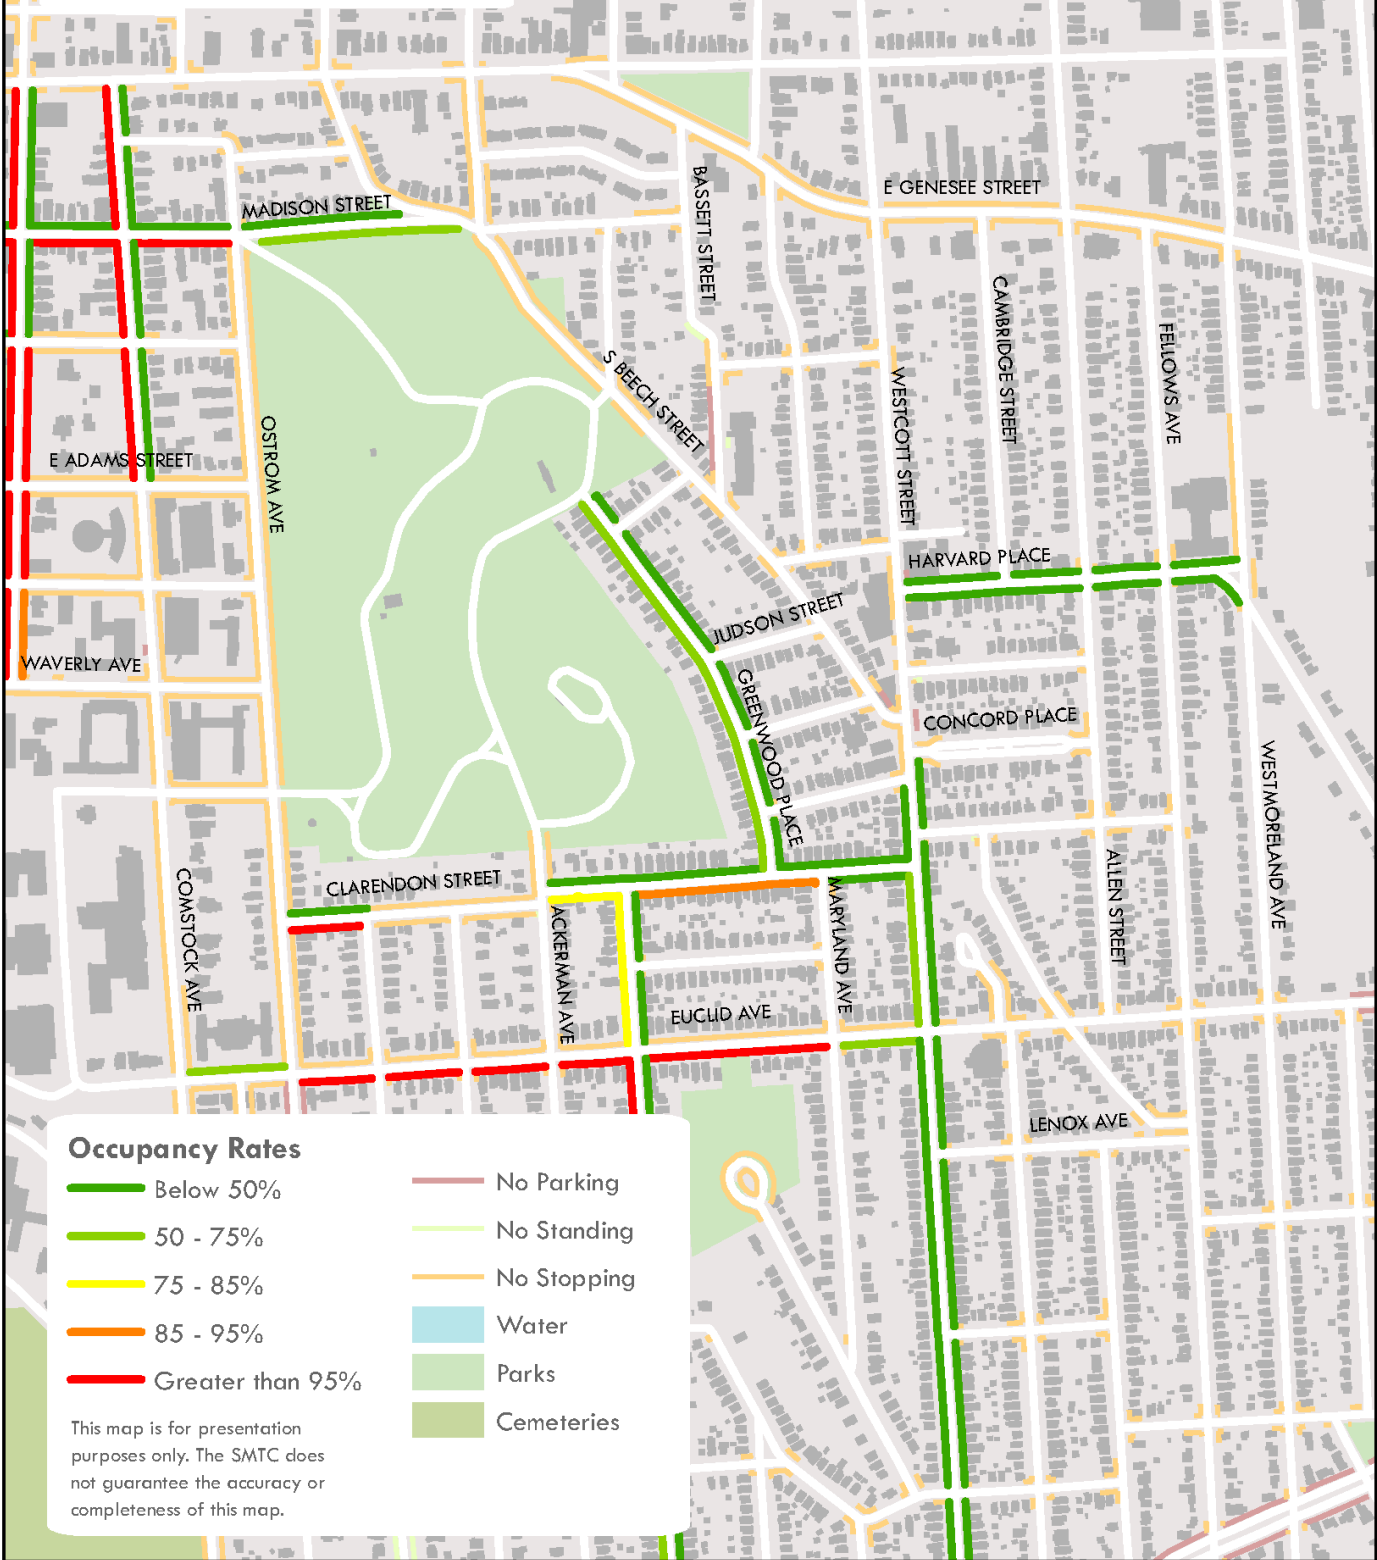 E GENESEE STREET
BASSETT STREET
MADISON STREET
CAMBRIDGE STREET
FELLOWS AVE
S BEECH STREET
WESTCOTT STREET
OSTROM AVE
E ADAMS STREET
HARVARD PLACE
JUDSON STREET
WAVERLY AVE
GREENWOOD PLACE
CONCORD PLACE
WESTMORELAND AVE
CLARENDON STREET
COMSTOCK AVE
ALLEN STREET
ACKERMAN AVE
MARYLAND AVE
EUCLID AVE
LENOX AVE
Occupancy Rates
Below 50%
50 - 75%
75 - 85%
85 - 95%
Greater than 95%
No Parking
No Standing
No Stopping
Water
Parks
Cemeteries
This map is for presentation
purposes only. The SMTC does
not guarantee the accuracy or
completeness of this map.